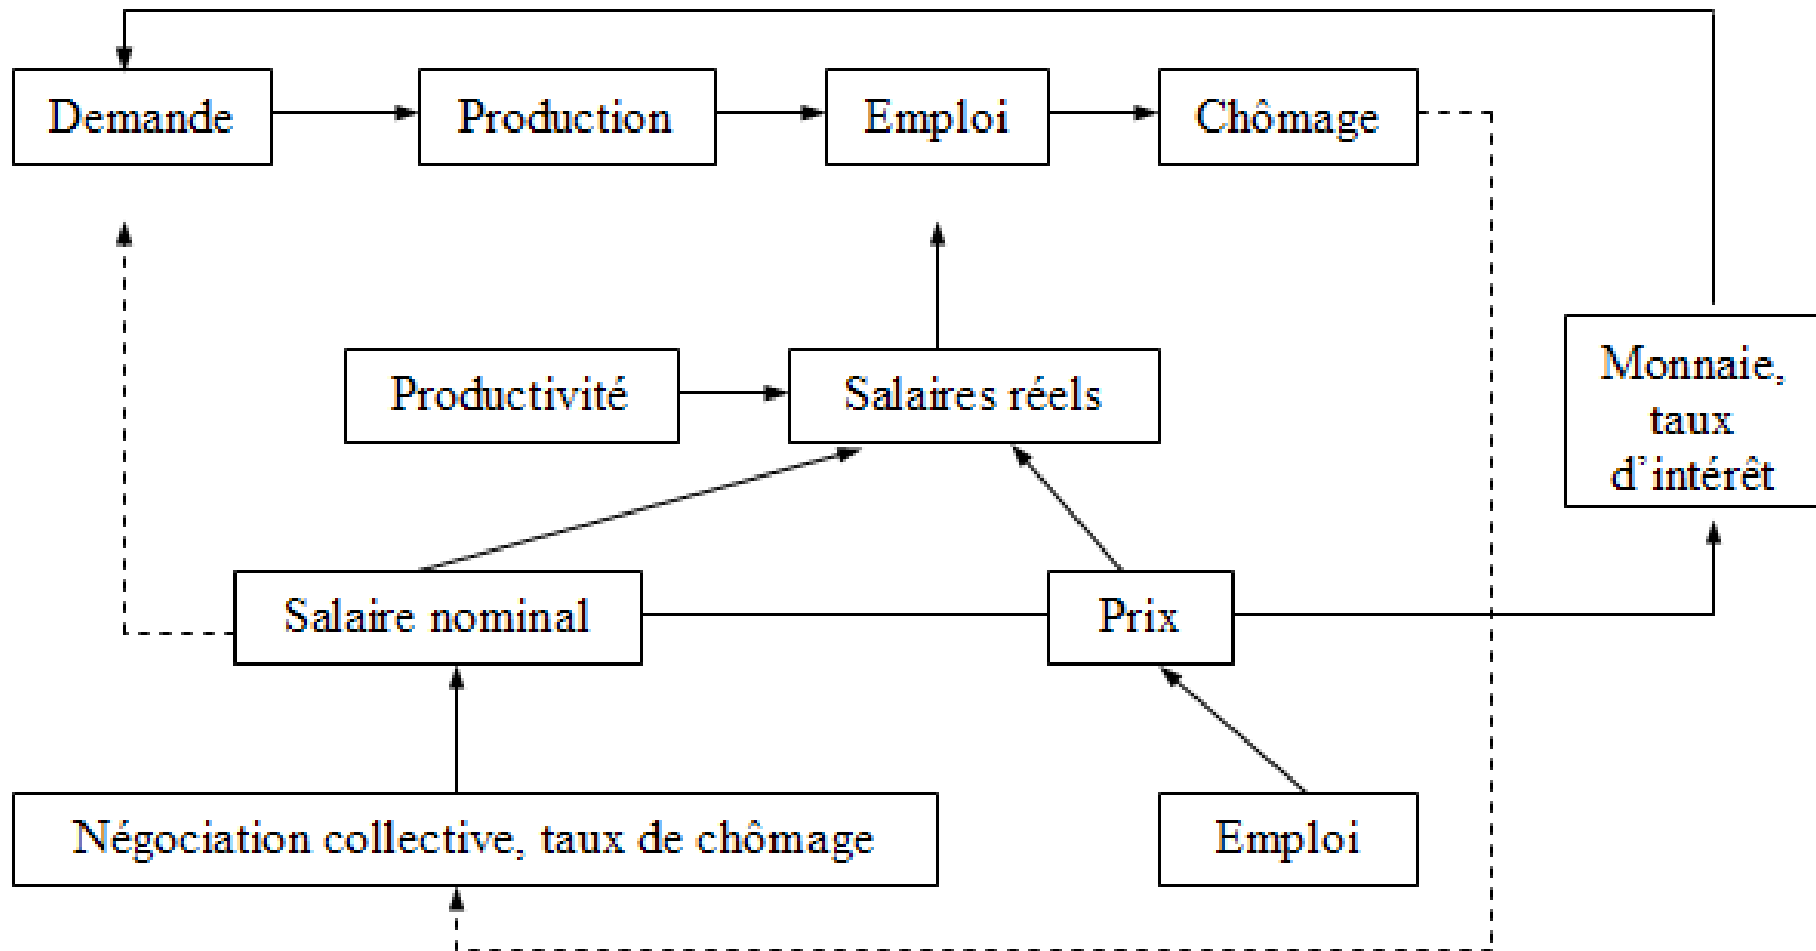 Demande
Production
Emploi
Chômage
Productivité
Salaires réels
Monnaie,
taux
d'intérêt
Salaire nominal
Prix
Négociation collective, taux de chômage
Emploi